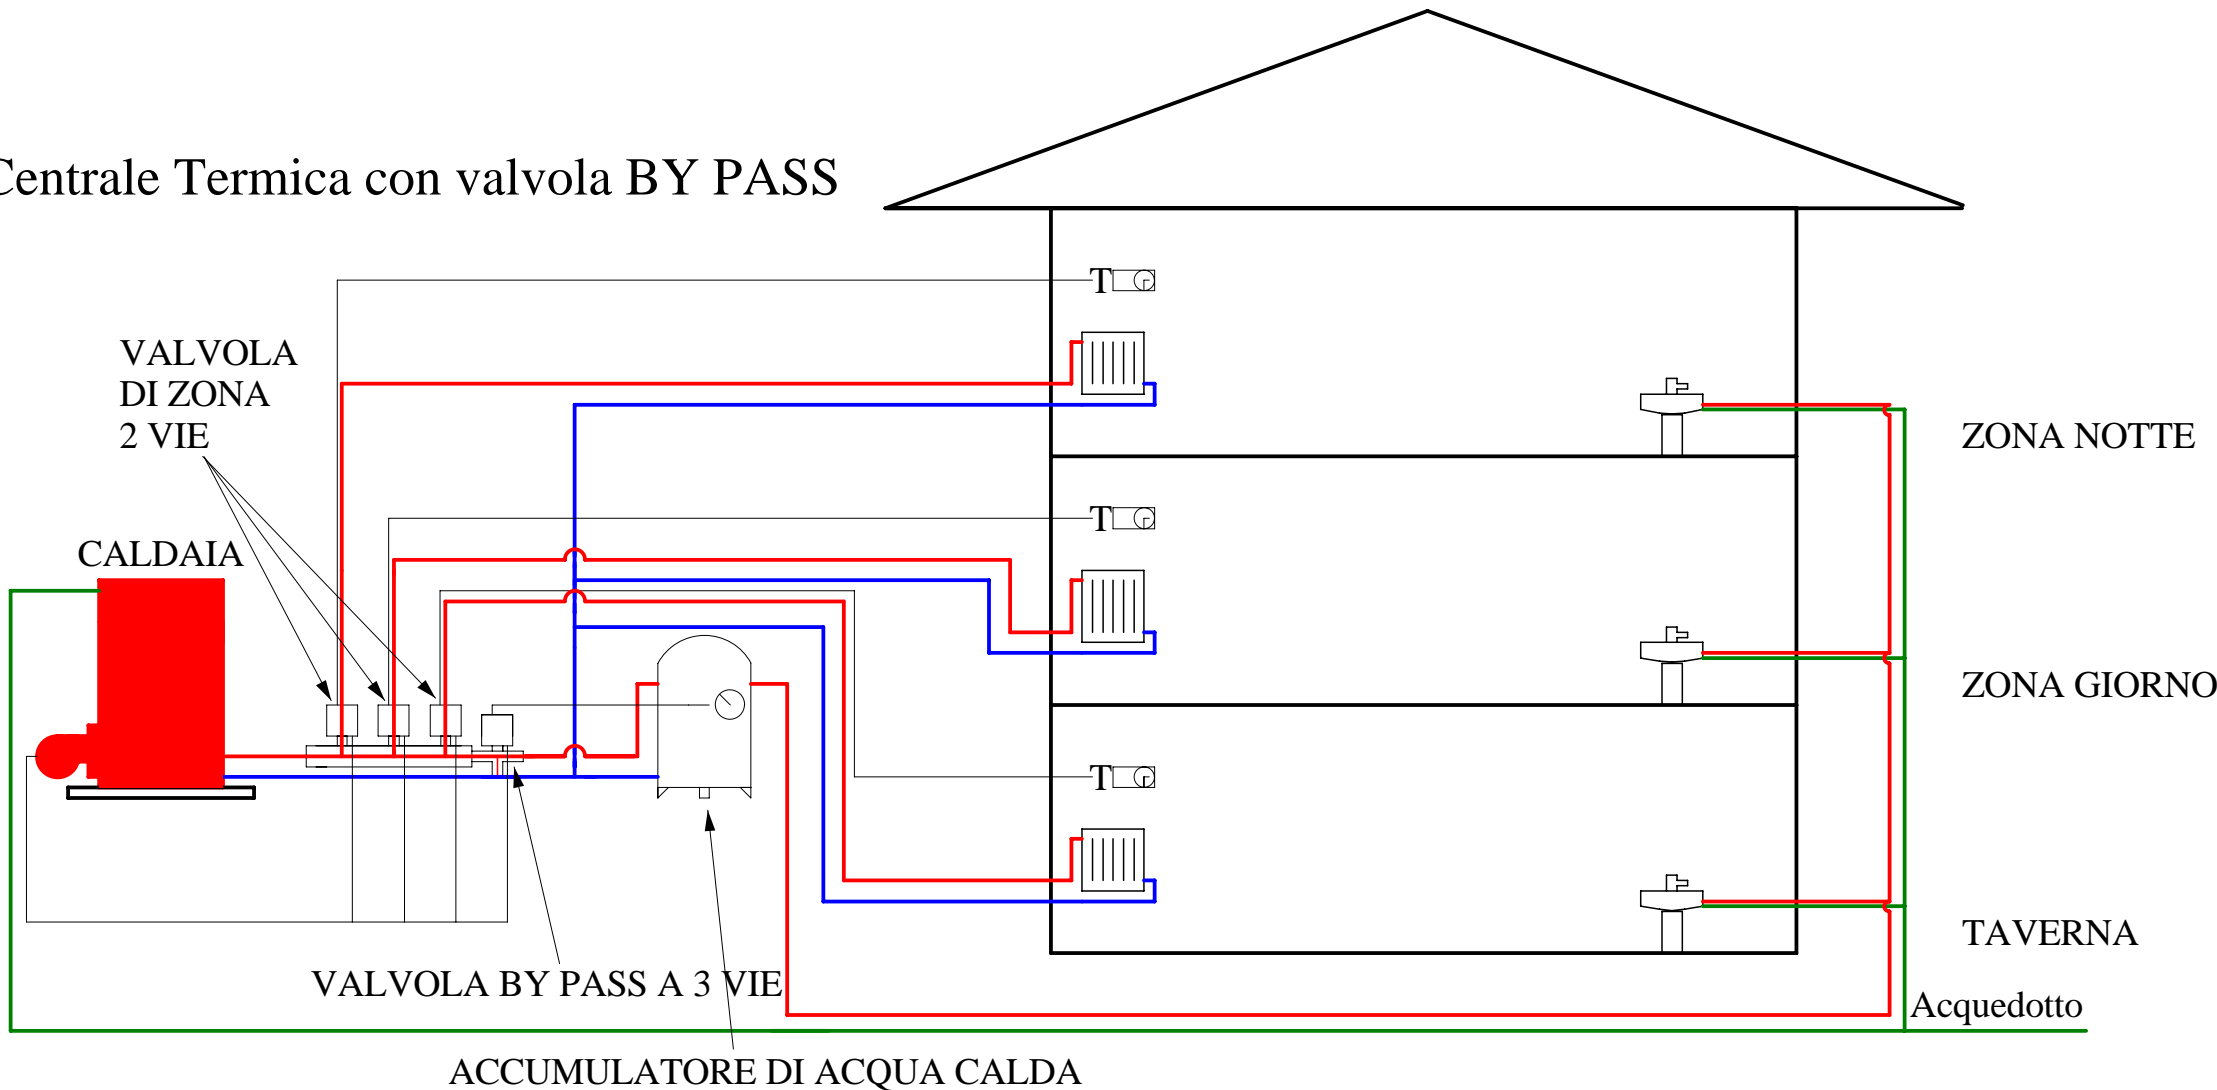 Centrale Termica con valvola BY PASS
T
VALVOLA
DI ZONA
2 VIE
ZONA NOTTE
T
CALDAIA
ZONA GIORNO
T
TAVERNA
VALVOLA BY PASS A 3 VIE
Acquedotto
ACCUMULATORE DI ACQUA CALDA